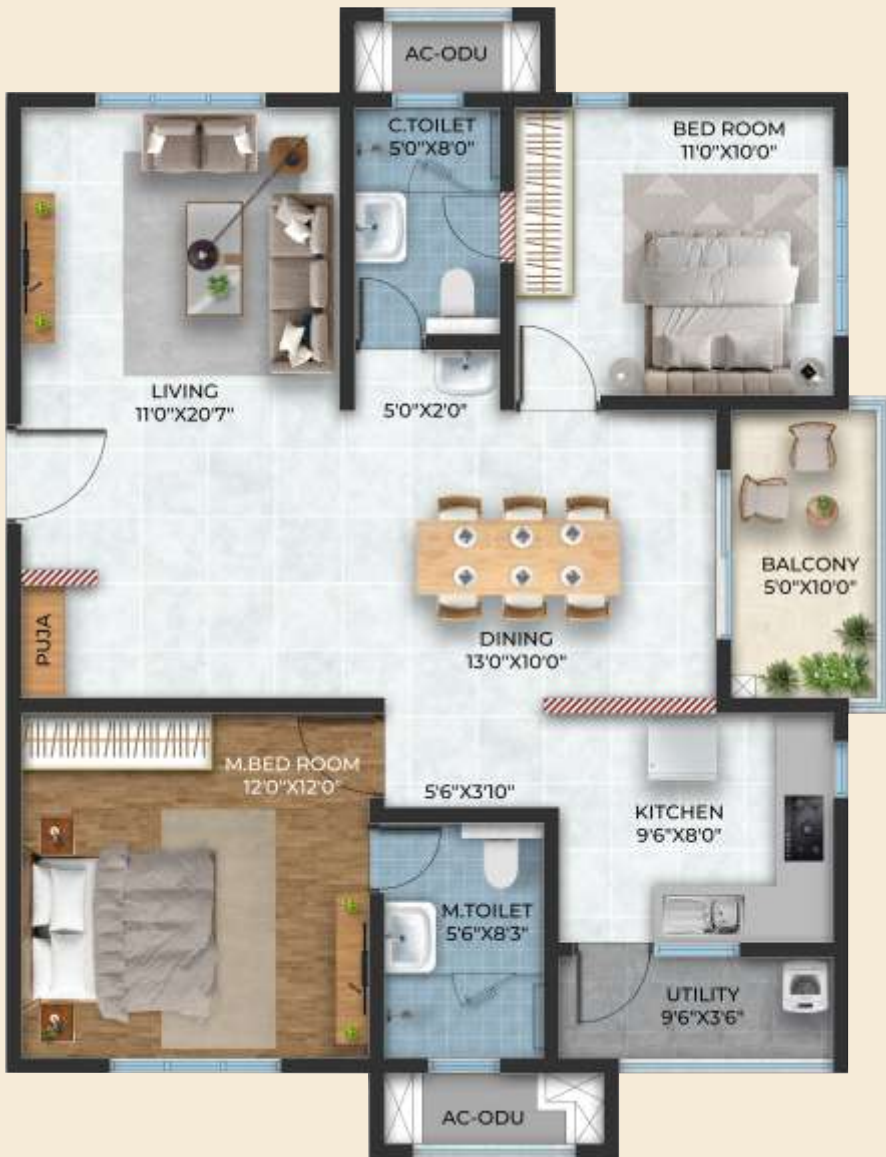 AC-ODU
C.TOILET
5'0"X8'0"
BED ROOM
11'0"X10'0"
LIVING
11'0"X20'7"
5'0"X2'0"
BALCONY
5'0"X10'0"
PUJA
DINING
13'0"X10'0"
M.BED ROOM
12'0"X12'0"
5'6"X3'10"
KITCHEN
9'6"X8'0"
M.TOILET
5'6"X8'3"
UTILITY
9'6"X3'6"
AC-ODU